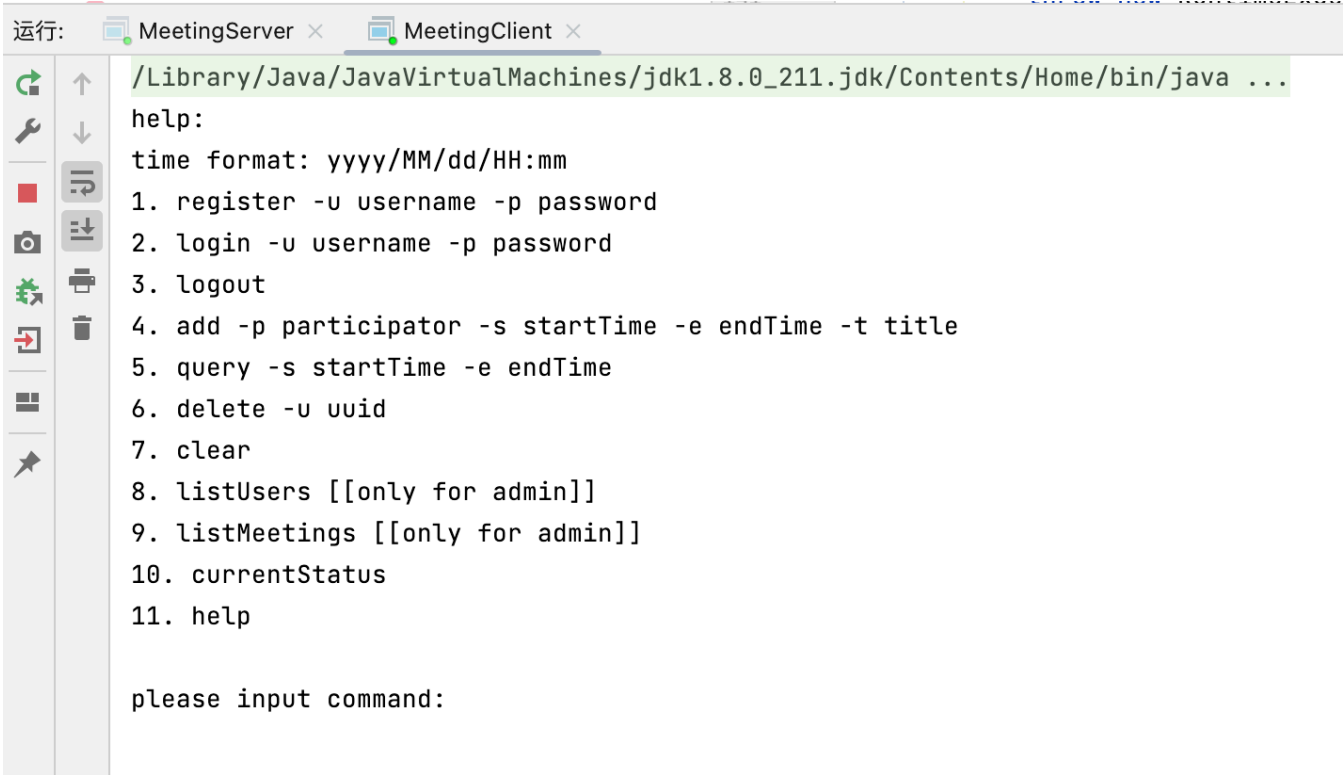 运行: MeetingServer MeetingClient
/Library/Java/JavaVirtualMachines/jdk1.8.0_211.jdk/Contents/Home/bin/java ...
help:
time format: yyyy/MM/dd/HH:mm
1. register -u username -p password
2. login -u username -p password
3. logout
4. add -p participator -s startTime -e endTime -t title
5. query -s startTime -e endTime
6. delete -u uuid
7. clear
8. listUsers [[only for admin]]
9. listMeetings [[only for admin]]
10. currentStatus
11. help
please input command: